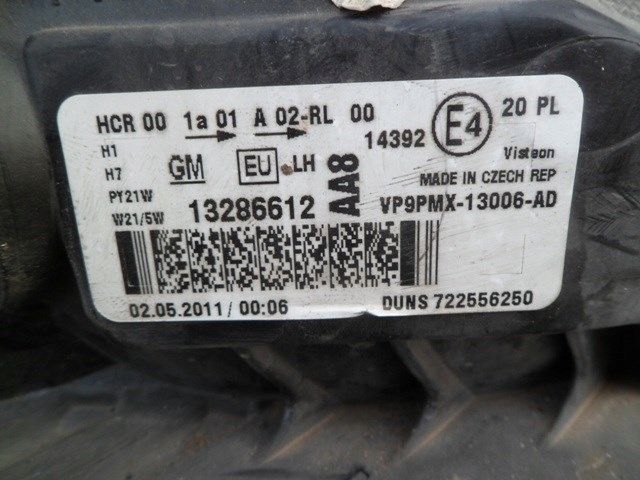 HCR 00 1a 01 A 02-RL 00 14392 E4 20 PL
H1
H7
PY21W
W21/5W
GM EU LH AA8
Visteon
MADE IN CZECH REP
13286612 VP9PMX-13006-AD
02.05.2011/ 00:06 DUNS 722556250